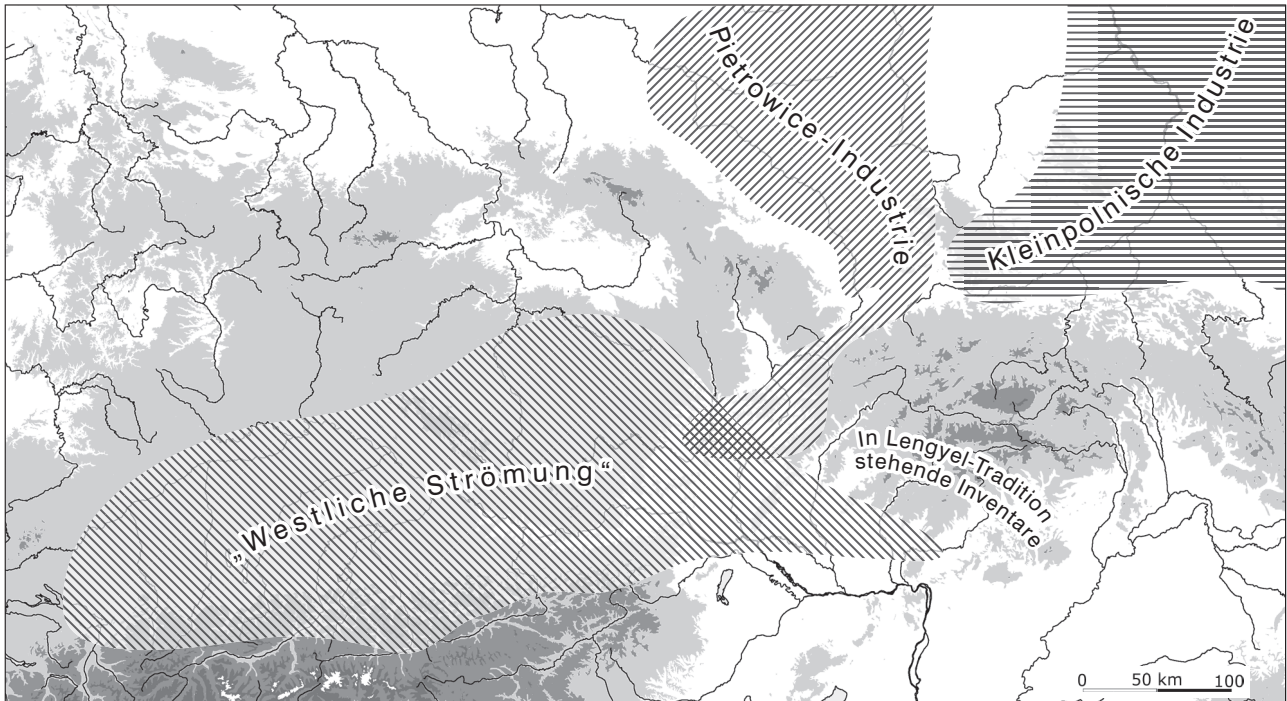 Pietrowice-Industrie
Kleinpolnische Industrie
„Westliche Strömung“
In Lengyel-Tradition
stehende Inventare
0 50 km 100